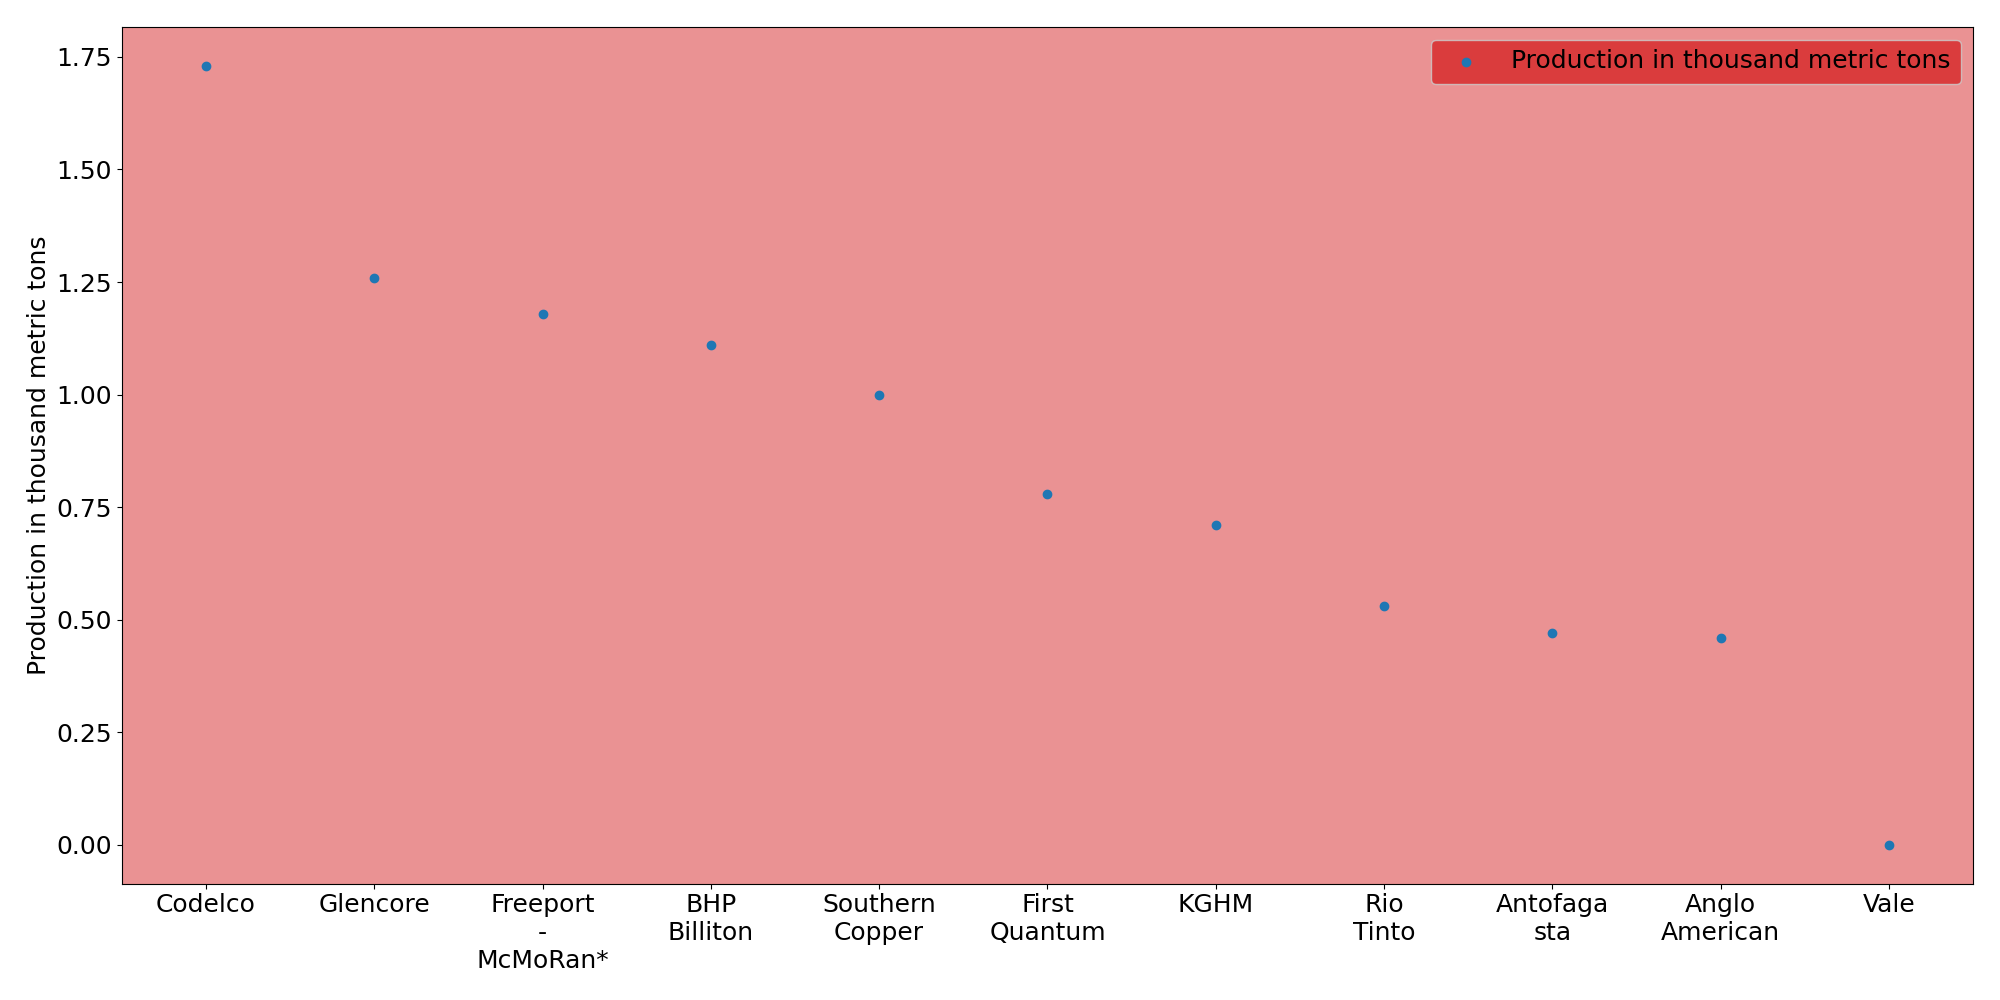 Production in thousand metric tons
Production in thousand metric tons
1.75
1.50
1.25
1.00
0.75
0.50
0.25
0.00
Codelco
Glencore
Freeport
-
McMoRan*
BHP
Billiton
Southern
Copper
First
Quantum
KGHM
Rio
Tinto
Antofaga
sta
Anglo
American
Vale